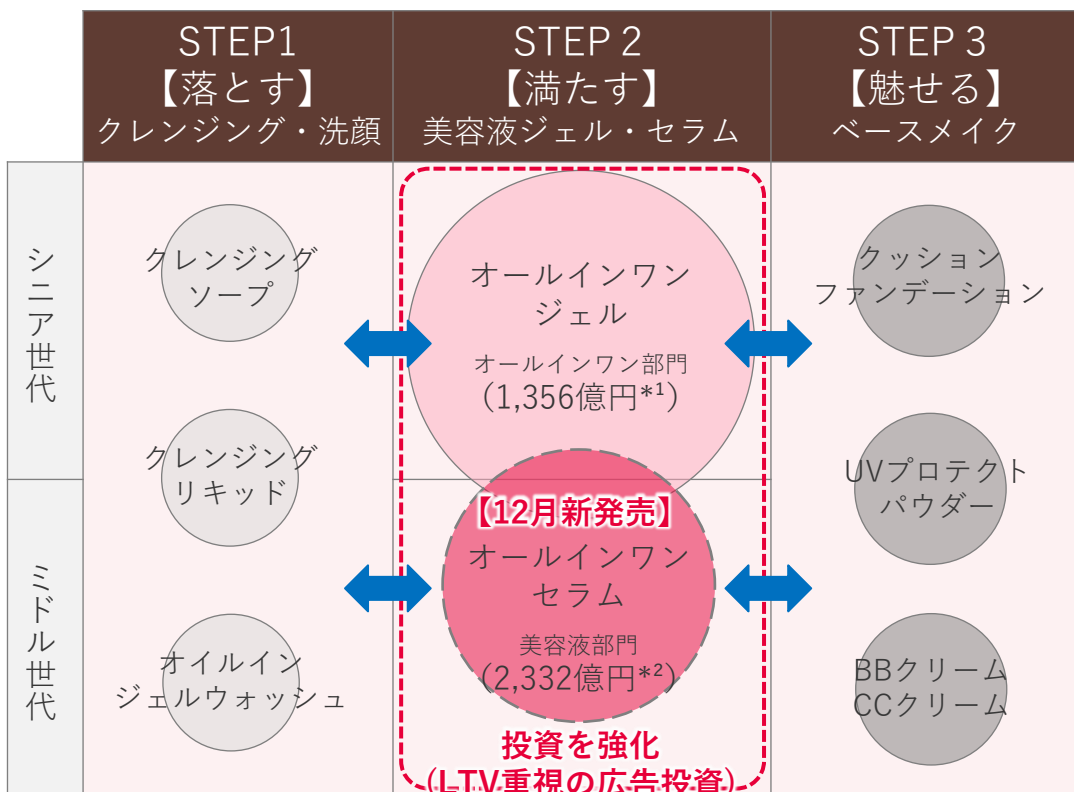 STEP1
【落とす】
クレンジング・洗顔
STEP 2
【満たす】
美容液ジェル・セラム
STEP 3
【魅せる】
ベースメイク
シニア世代
クレンジング
ソープ
オールインワン
ジェル
オールインワン部門
（1,356億円*1）
クッション
ファンデーション
クレンジング
リキッド
UVプロテクト
パウダー
ミドル世代
【12月新発売】
オールインワン
セラム
美容液部門
（2,332億円*2）
オイルイン
ジェルウォッシュ
BBクリーム
CCクリーム
投資を強化
（LTV重視の広告投資）